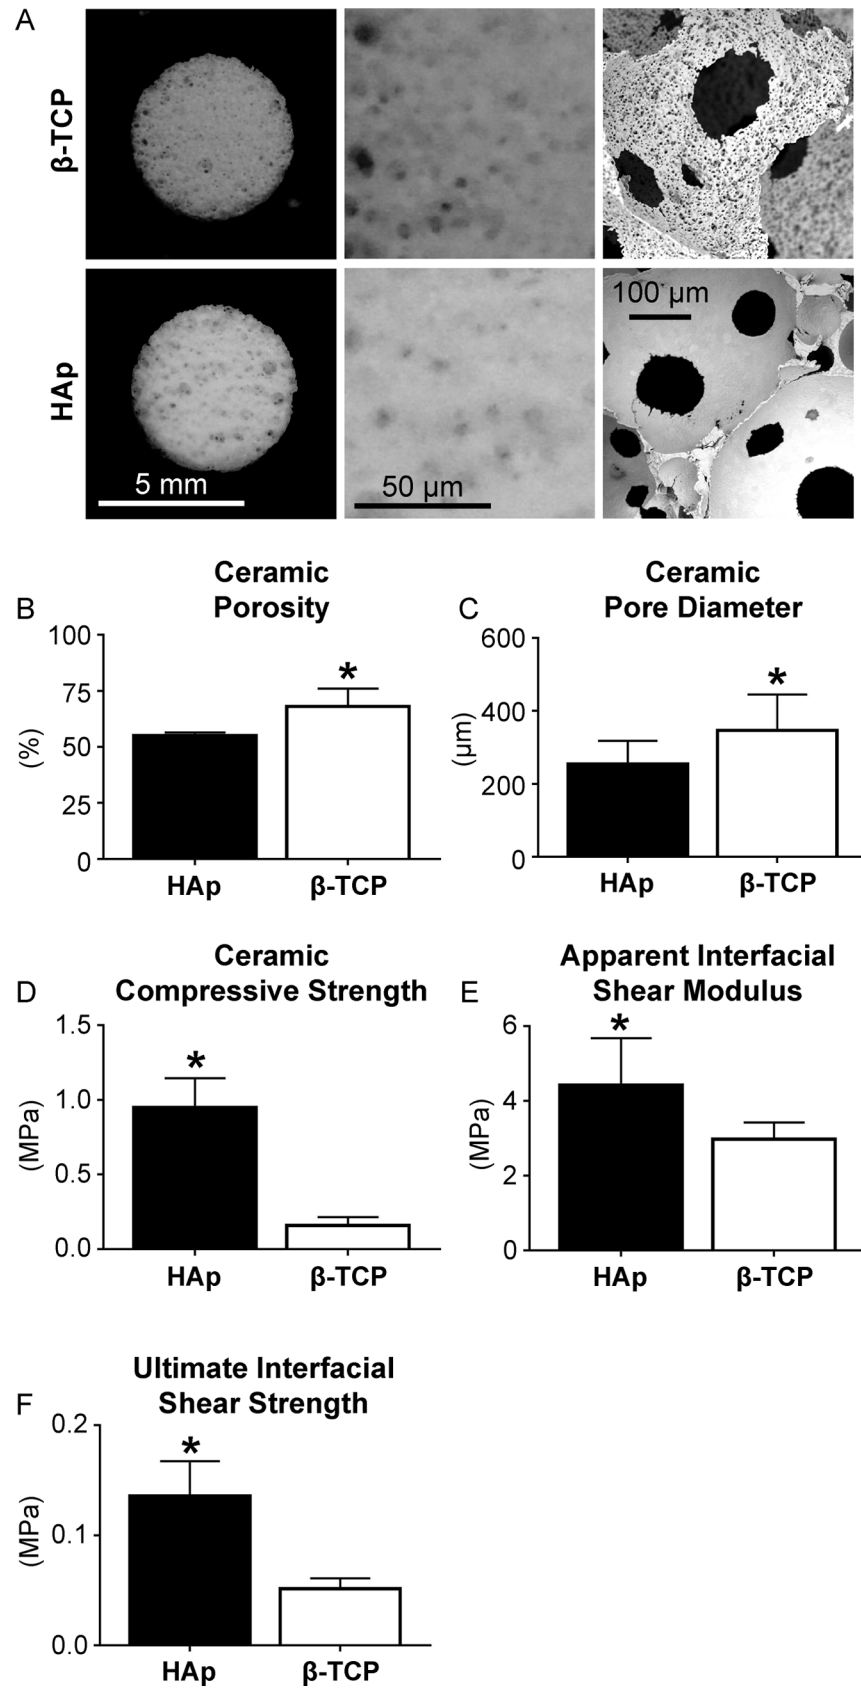 A
β-TCP
HAp
5 mm
50 µm
100 µm
B
Ceramic
Porosity
(%)
100
75
50
25
0
*
HAp
β-TCP
C
Ceramic
Pore Diameter
(µm)
600
400
200
0
*
HAp
β-TCP
D
Ceramic
Compressive Strength
(MPa)
1.5
1.0
0.5
0.0
*
HAp
β-TCP
E
Apparent Interfacial
Shear Modulus
(MPa)
6
4
2
0
*
HAp
β-TCP
F
Ultimate Interfacial
Shear Strength
(MPa)
0.2
0.1
0.0
*
HAp
β-TCP